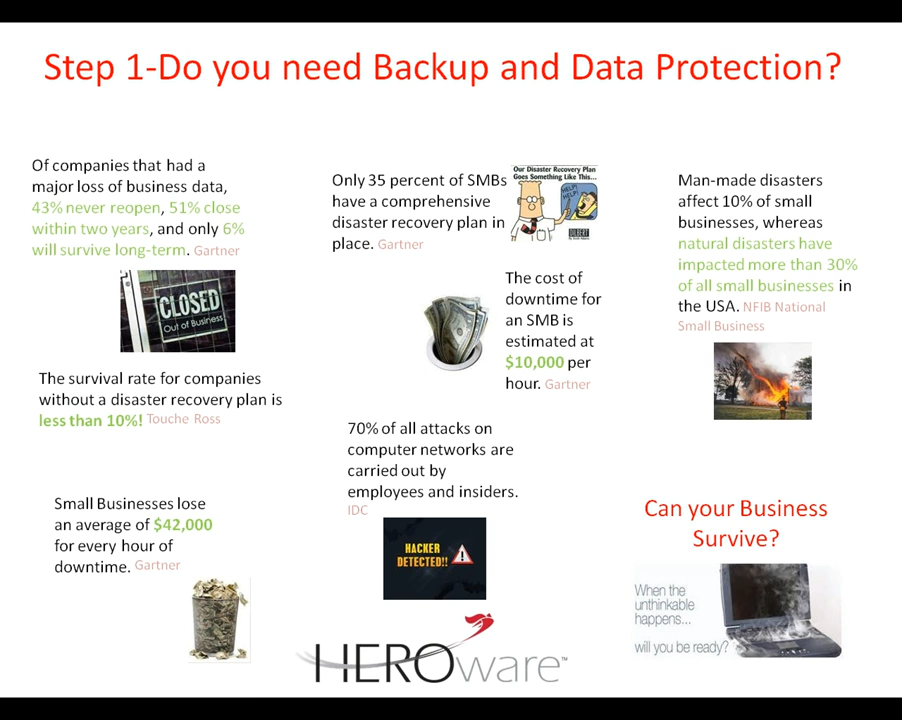 Step 1-Do you need Backup and Data Protection?
Of companies that had a
major loss of business data,
43% never reopen, 51% close
within two years, and only 6%
will survive long-term. Gartner
CLOSED
Out of Business
The survival rate for companies
without a disaster recovery plan is
less than 10%! Touche Ross
Small Businesses lose
an average of $42,000
for every hour of
downtime. Gartner
Only 35 percent of SMBs
have a comprehensive
disaster recovery plan in
place. Gartner
Our Disaster Recovery Plan
Goes Something Like This...
HELP!
HELP!
DILBERT
The cost of
downtime for
an SMB is
estimated at
$10,000 per
hour. Gartner
70% of all attacks on
computer networks are
carried out by
employees and insiders.
IDC
HACKER
DETECTED!!
HEROware™
Man-made disasters
affect 10% of small
businesses, whereas
natural disasters have
impacted more than 30%
of all small businesses in
the USA. NFIB National
Small Business
Can your Business
Survive?
When the
unthinkable
happens...
will you be ready?